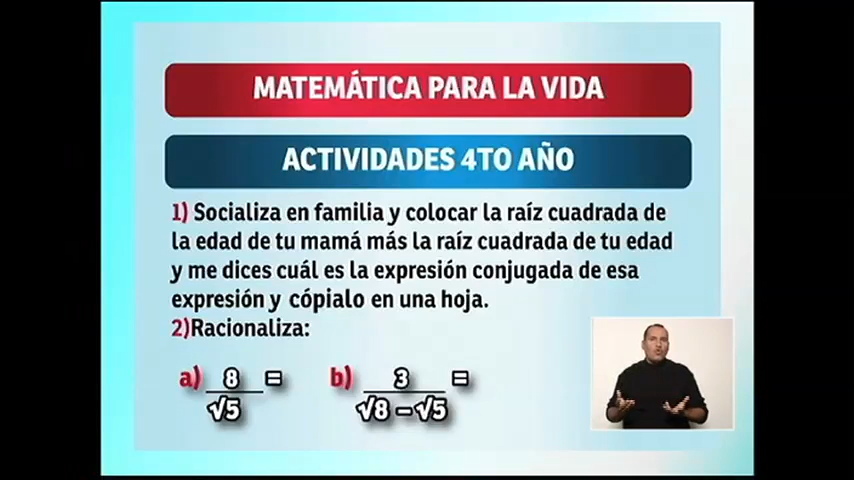 MATEMÁTICA PARA LA VIDA
ACTIVIDADES 4TO AÑO
1) Socializa en familia y colocar la raíz cuadrada de
la edad de tu mamá más la raíz cuadrada de tu edad
y me dices cuál es la expresión conjugada de esa
expresión y cópialo en una hoja.
2)Racionaliza:
a) 8 = b) 3 =
√5 √8 – √5